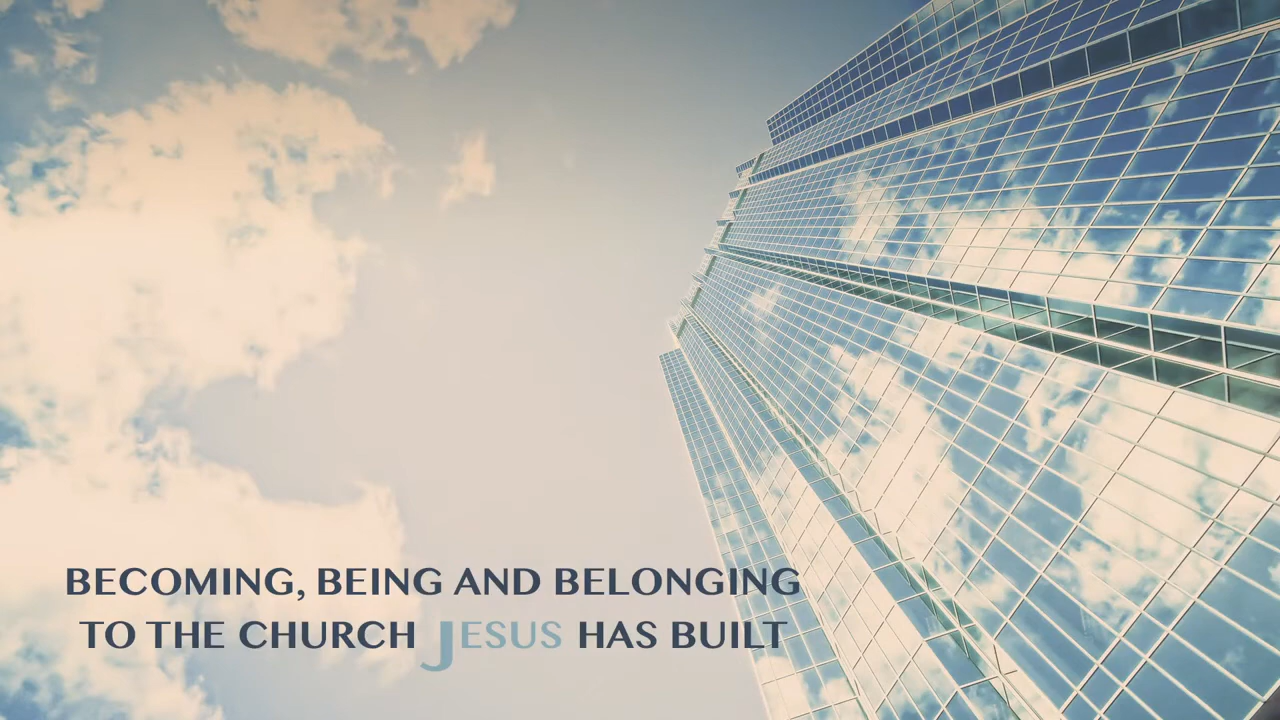 BECOMING, BEING AND BELONGING
TO THE CHURCH JESUS HAS BUILT